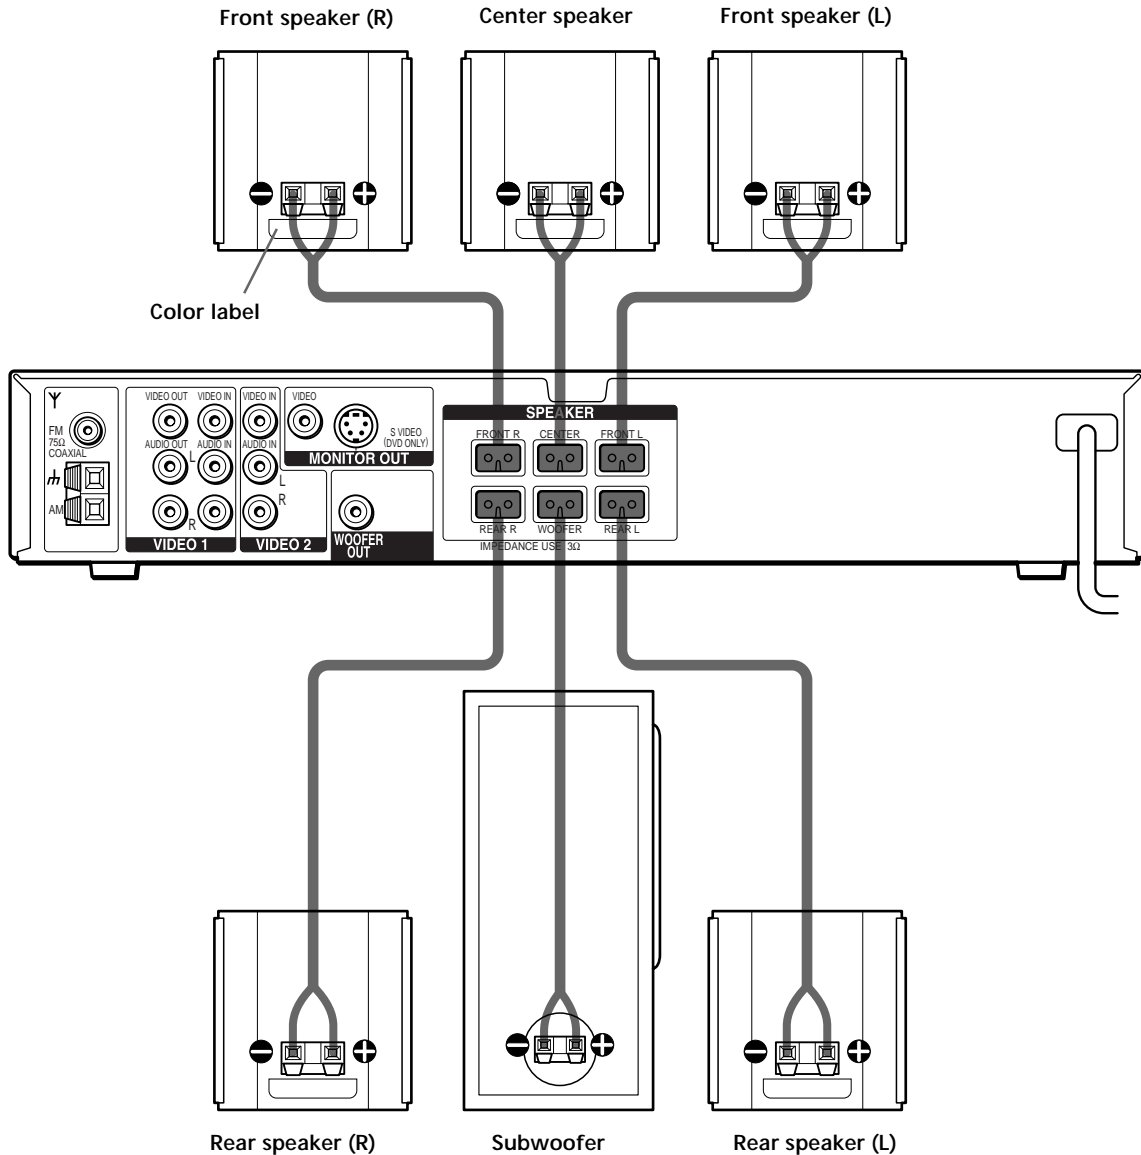 Front speaker (R)
Center speaker
Front speaker (L)
Color label
FM
75Ω
COAXIAL
AM
VIDEO OUT
VIDEO IN
AUDIO OUT
AUDIO IN
L
R
VIDEO 1
VIDEO IN
AUDIO IN
L
R
VIDEO 2
VIDEO
S VIDEO
(DVD ONLY)
MONITOR OUT
WOOFER
OUT
SPEAKER
FRONT R
CENTER
FRONT L
REAR R
WOOFER
REAR L
IMPEDANCE USE 3Ω
Rear speaker (R)
Subwoofer
Rear speaker (L)